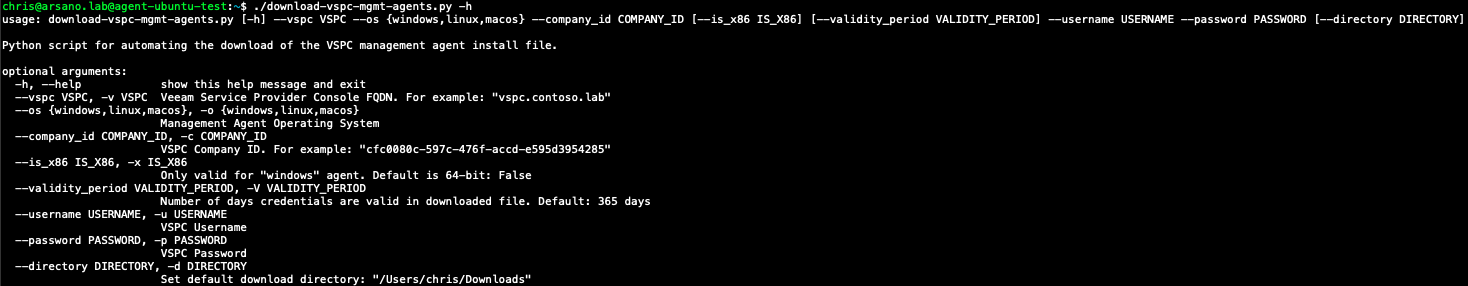 chris@arsano.lab@agent-ubuntu-test:~$ ./download-vspc-mgmt-agents.py -h
usage: download-vspc-mgmt-agents.py [-h] --vspc VSPC --os {windows,linux,macos} --company_id COMPANY_ID [--is_x86 IS_X86] [--validity_period VALIDITY_PERIOD] --username USERNAME --password PASSWORD [--directory DIRECTORY]
Python script for automating the download of the VSPC management agent install file.
optional arguments:
-h, --help show this help message and exit
--vspc VSPC, -v VSPC Veeam Service Provider Console FQDN. For example: "vspc.contoso.lab"
--os {windows,linux,macos}, -o {windows,linux,macos}
Management Agent Operating System
--company_id COMPANY_ID, -c COMPANY_ID
VSPC Company ID. For example: "cfc0080c-597c-476f-accd-e595d3954285"
--is_x86 IS_X86, -x IS_X86
Only valid for "windows" agent. Default is 64-bit: False
--validity_period VALIDITY_PERIOD, -V VALIDITY_PERIOD
Number of days credentials are valid in downloaded file. Default: 365 days
--username USERNAME, -u USERNAME
VSPC Username
--password PASSWORD, -p PASSWORD
VSPC Password
--directory DIRECTORY, -d DIRECTORY
Set default download directory: "/Users/chris/Downloads"